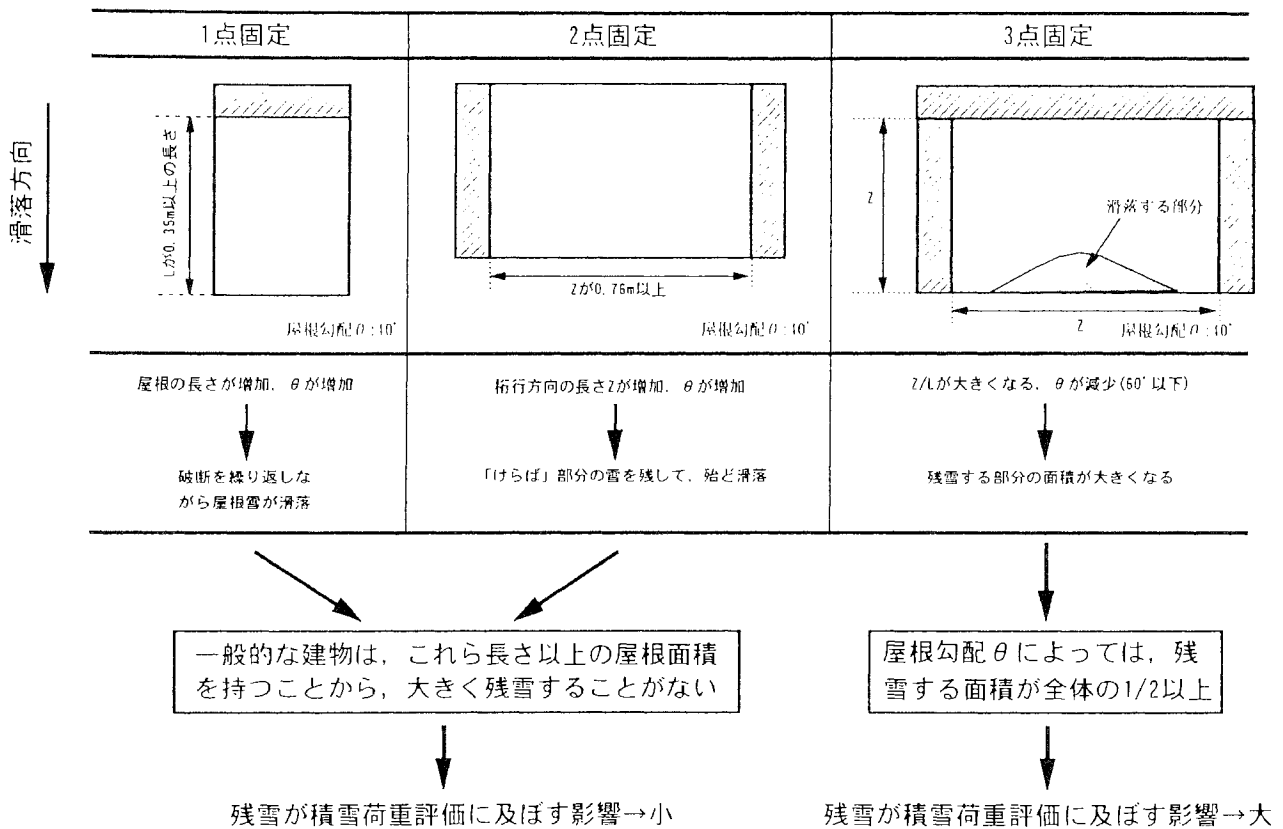 1点固定
2点固定
3点固定
滑落方向
Lが0.35m以上の長さ
屋根勾配θ:40°
Zが0.76m以上
屋根勾配θ:40°
Z
滑落する部分
Z
屋根勾配θ:40°
屋根の長さが増加, θが増加
桁行方向の長さZが増加, θが増加
Z/Lが大きくなる, θが減少(60°以下)
破断を繰り返しな
がら屋根雪が滑落
「けらば」部分の雪を残して, 殆ど滑落
残雪する部分の面積が大きくなる
一般的な建物は, これら長さ以上の屋根面積
を持つことから, 大きく残雪することがない
屋根勾配θによっては, 残
雪する面積が全体の1/2以上
残雪が積雪荷重評価に及ぼす影響→小
残雪が積雪荷重評価に及ぼす影響→大